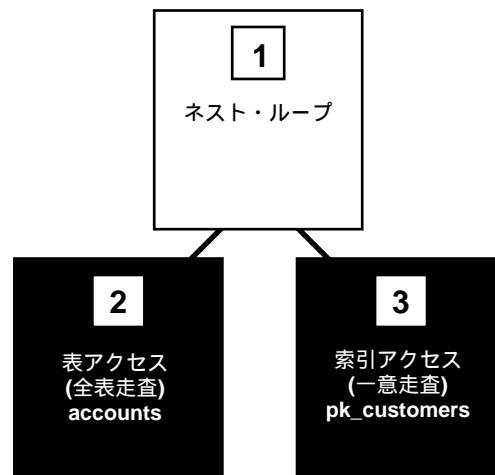 1
ネスト・ループ
2
表アクセス
(全表走査)
accounts
3
索引アクセス
(一意走査)
pk_customers